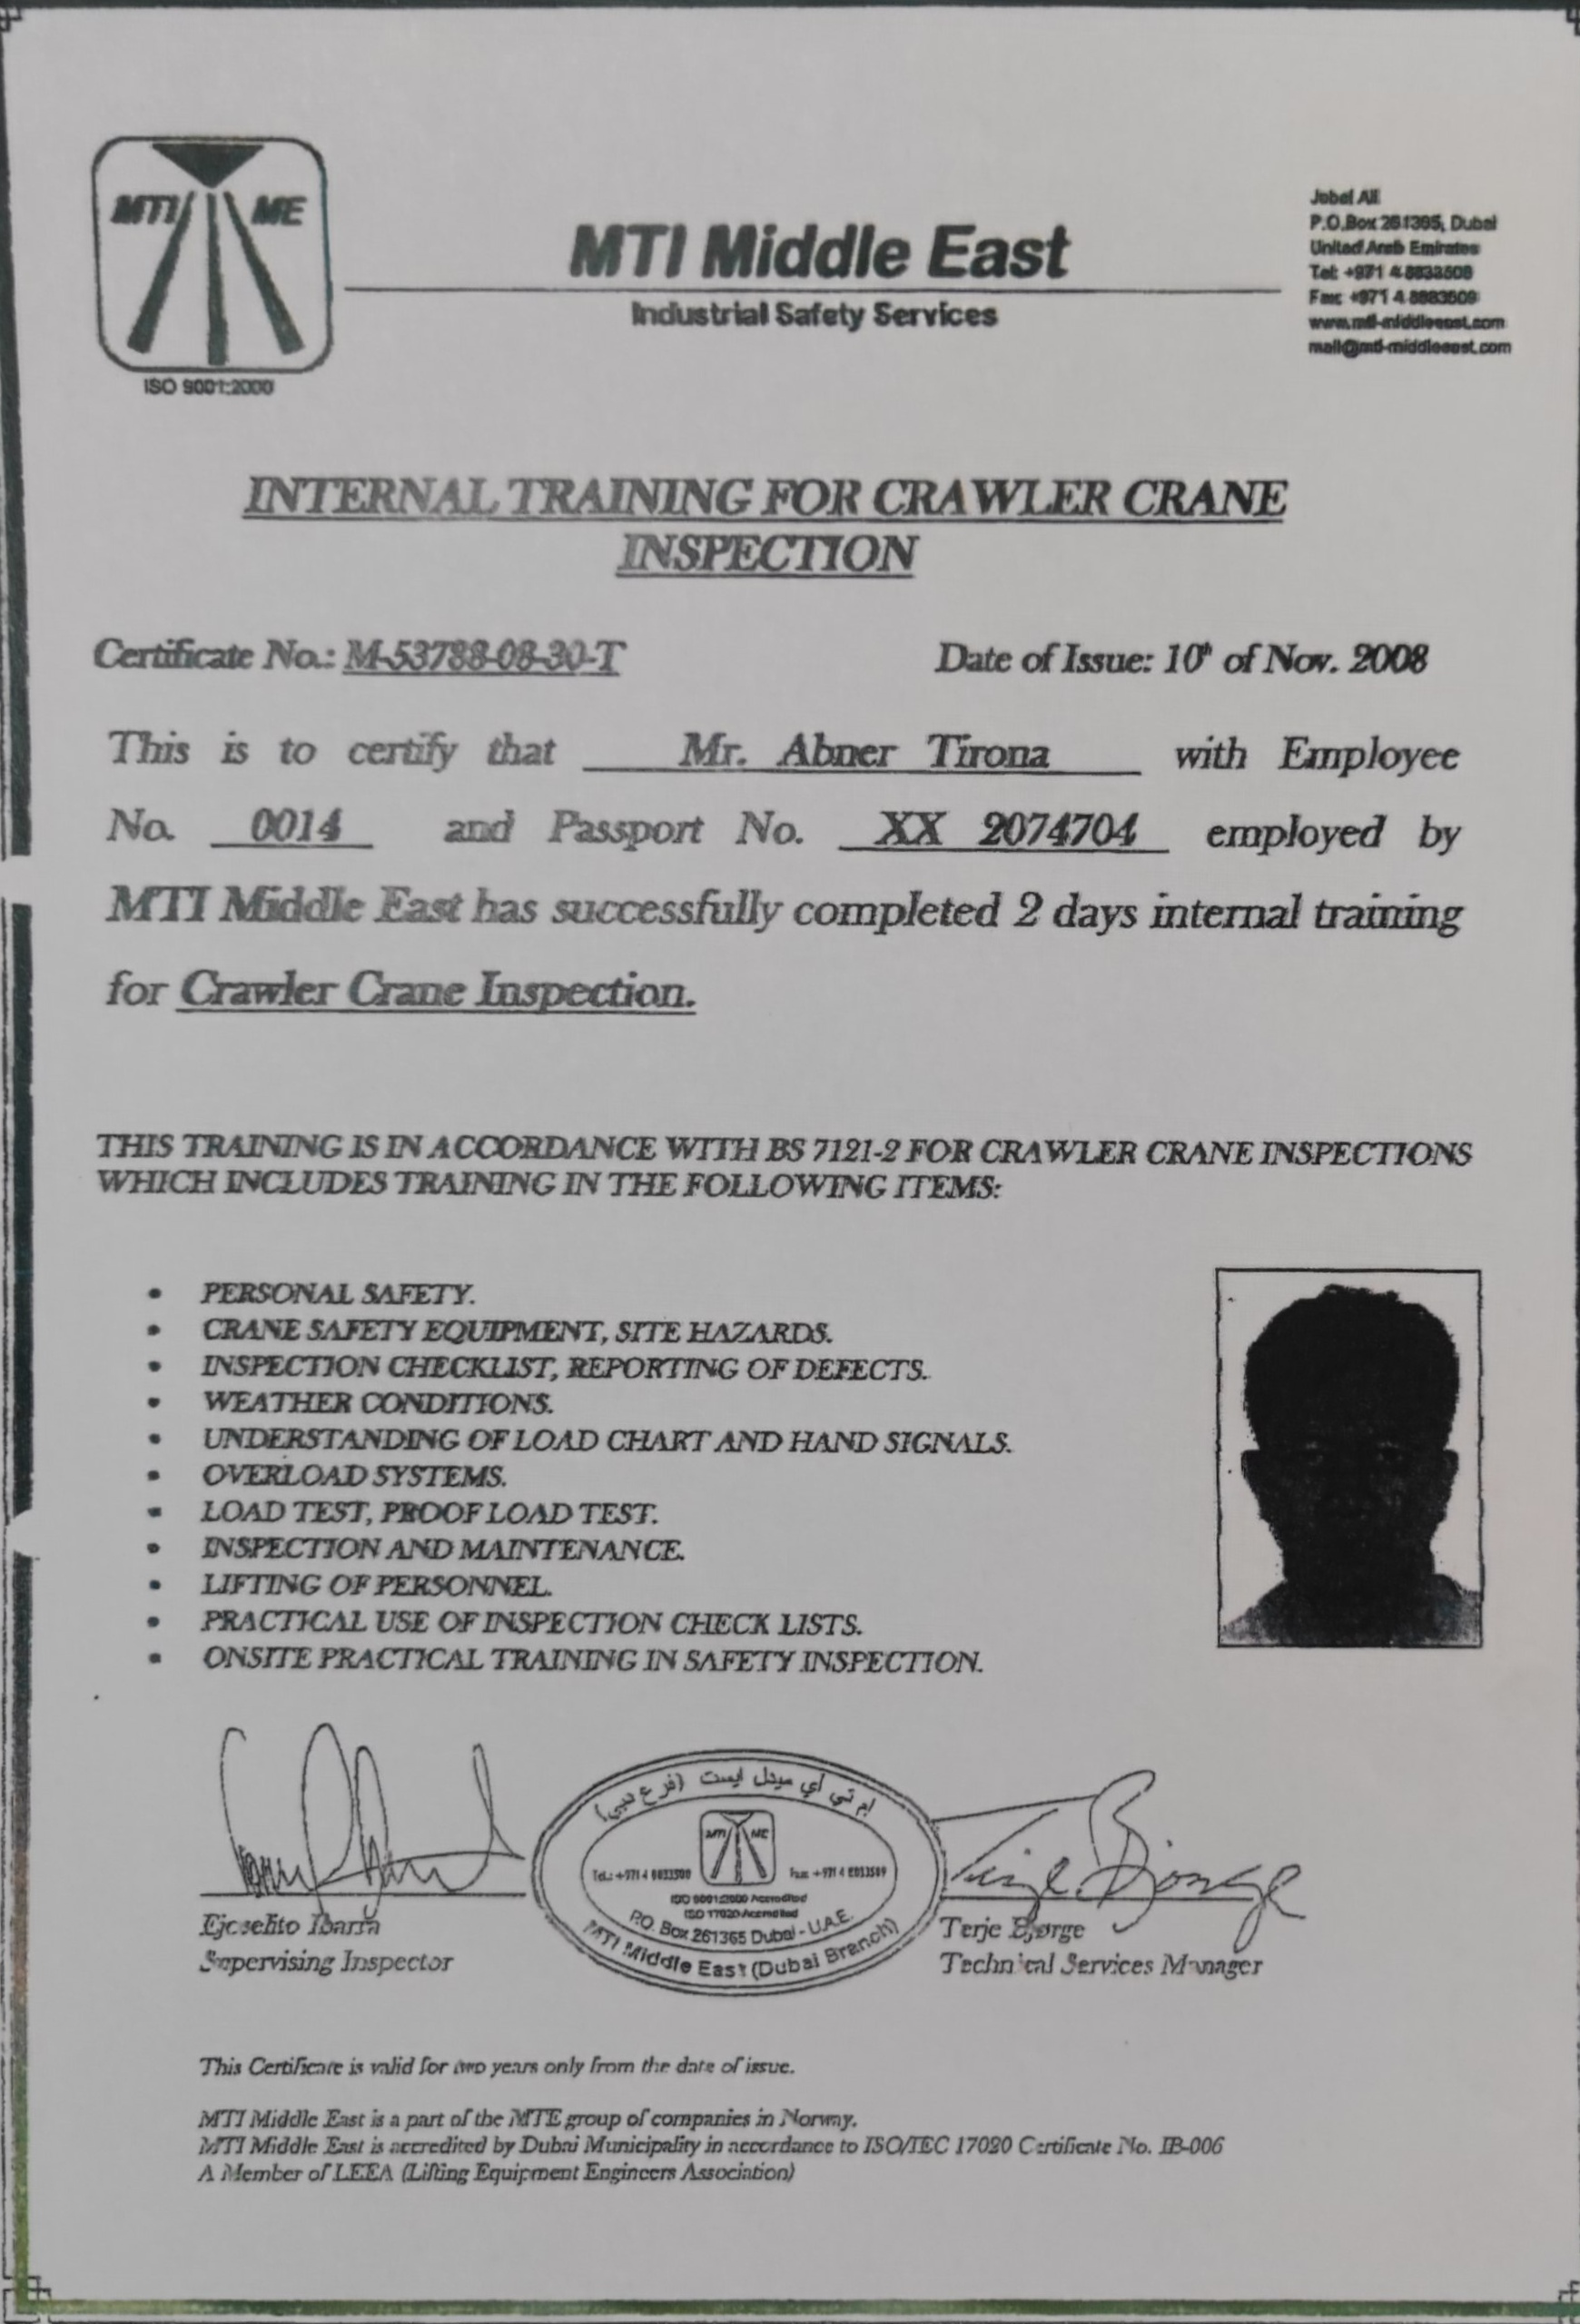 MTI ME
ISO 9001:2000
MTI Middle East
Industrial Safety Services
Jebel Ali
P.O.Box 261365, Dubai
United Arab Emirates
Tel: +971 4 8833509
Fax: +971 4 8883509
www.mti-middleeast.com
mail@mti-middleeast.com
INTERNAL TRAINING FOR CRAWLER CRANE
INSPECTION
Certificate No.: M-53788-08-30-T
Date of Issue: 10th of Nov. 2008
This is to certify that Mr. Abner Tirona with Employee
No. 0014 and Passport No. XX 2074704 employed by
MTI Middle East has successfully completed 2 days internal training
for Crawler Crane Inspection.
THIS TRAINING IS IN ACCORDANCE WITH BS 7121-2 FOR CRAWLER CRANE INSPECTIONS
WHICH INCLUDES TRAINING IN THE FOLLOWING ITEMS:
• PERSONAL SAFETY.
• CRANE SAFETY EQUIPMENT, SITE HAZARDS.
• INSPECTION CHECKLIST, REPORTING OF DEFECTS.
• WEATHER CONDITIONS.
• UNDERSTANDING OF LOAD CHART AND HAND SIGNALS.
• OVERLOAD SYSTEMS.
• LOAD TEST, PROOF LOAD TEST.
• INSPECTION AND MAINTENANCE.
• LIFTING OF PERSONNEL.
• PRACTICAL USE OF INSPECTION CHECK LISTS.
• ONSITE PRACTICAL TRAINING IN SAFETY INSPECTION.
ام تي اي ميدل ايست (فرع دبي)
MTI ME
Tel.: +971 4 8833509 Fax: +971 4 8833509
ISO 9001:2000 Accredited
ISO 17020 Accredited
P.O. Box 261365 Dubai - U.A.E.
MTI Middle East (Dubai Branch)
Ejoselito Ibarra
Supervising Inspector
Terje Bjørge
Technical Services Manager
This Certificate is valid for two years only from the date of issue.
MTI Middle East is a part of the MTE group of companies in Norway.
MTI Middle East is accredited by Dubai Municipality in accordance to ISO/IEC 17020 Certificate No. IB-006
A Member of LEEA (Lifting Equipment Engineers Association)